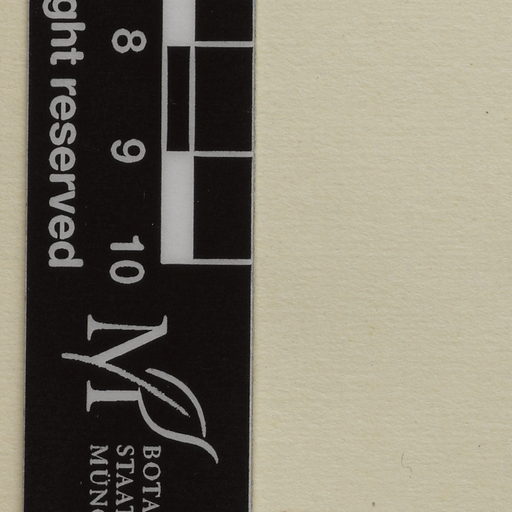 ght reserved
8
9
10
M
BOTA
STAAT
MÜNC